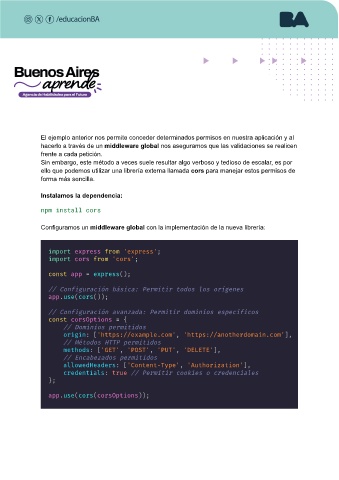 /educacionBA
BA
Buenos Aires
aprende
Agencia de Habilidades para el Futuro
El ejemplo anterior nos permite conceder determinados permisos en nuestra aplicación y al
hacerlo a través de un middleware global nos aseguramos que las validaciones se realicen
frente a cada petición.
Sin embargo, este método a veces suele resultar algo verboso y tedioso de escalar, es por
ello que podemos utilizar una librería externa llamada cors para manejar estos permisos de
forma más sencilla.
Instalamos la dependencia:
npm install cors
Configuramos un middleware global con la implementación de la nueva librería:
import express from 'express';
import cors from 'cors';
const app = express();
// Configuración básica: Permitir todos los orígenes
app.use(cors());
// Configuración avanzada: Permitir dominios específicos
const corsOptions = {
// Dominios permitidos
origin: ['https://example.com', 'https://anotherdomain.com'],
// Métodos HTTP permitidos
methods: ['GET', 'POST', 'PUT', 'DELETE'],
// Encabezados permitidos
allowedHeaders: ['Content-Type', 'Authorization'],
credentials: true // Permitir cookies o credenciales
};
app.use(cors(corsOptions));